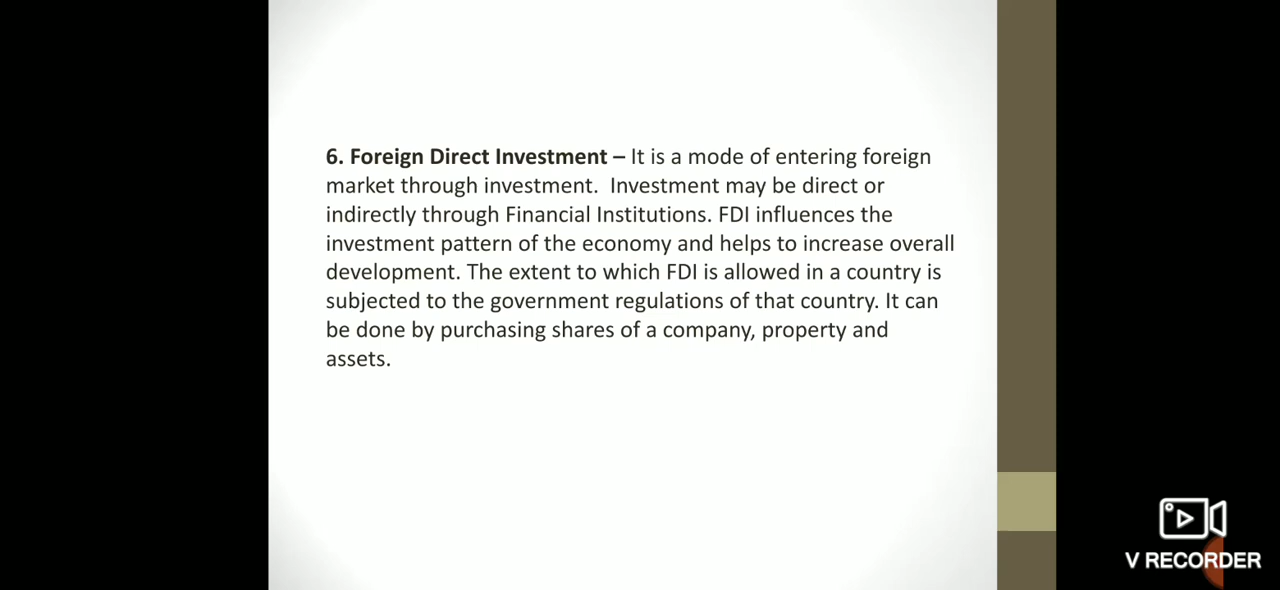 6. Foreign Direct Investment – It is a mode of entering foreign
market through investment.  Investment may be direct or
indirectly through Financial Institutions. FDI influences the
investment pattern of the economy and helps to increase overall
development. The extent to which FDI is allowed in a country is
subjected to the government regulations of that country. It can
be done by purchasing shares of a company, property and
assets.
V RECORDER